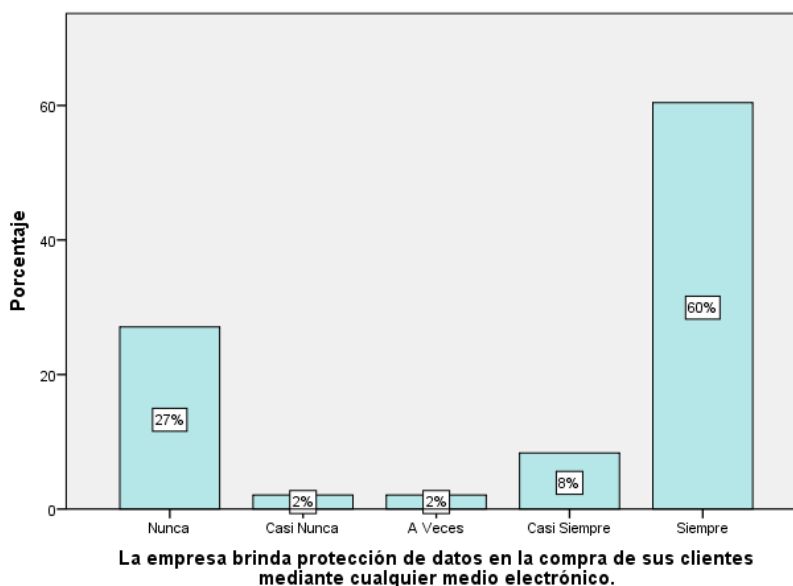 Porcentaje
60
40
20
0
27%
2%
2%
8%
60%
Nunca
Casi Nunca
A Veces
Casi Siempre
Siempre
La empresa brinda protección de datos en la compra de sus clientes
mediante cualquier medio electrónico.